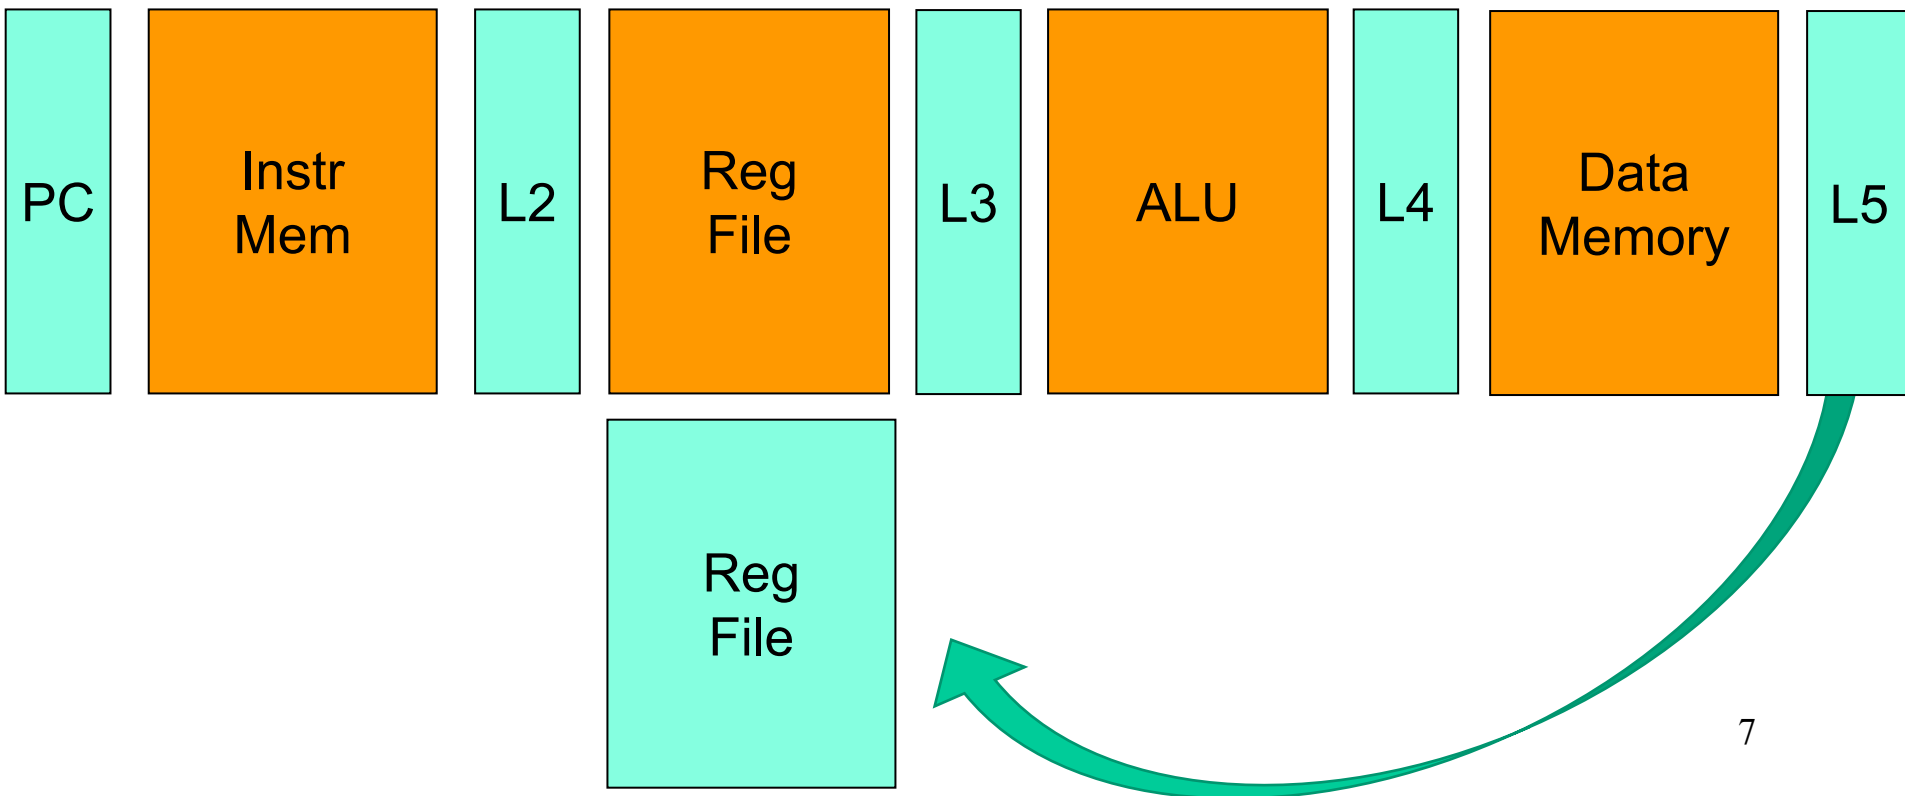 PC
Instr
Mem
L2
Reg
File
L3
ALU
L4
Data
Memory
L5
Reg
File
7